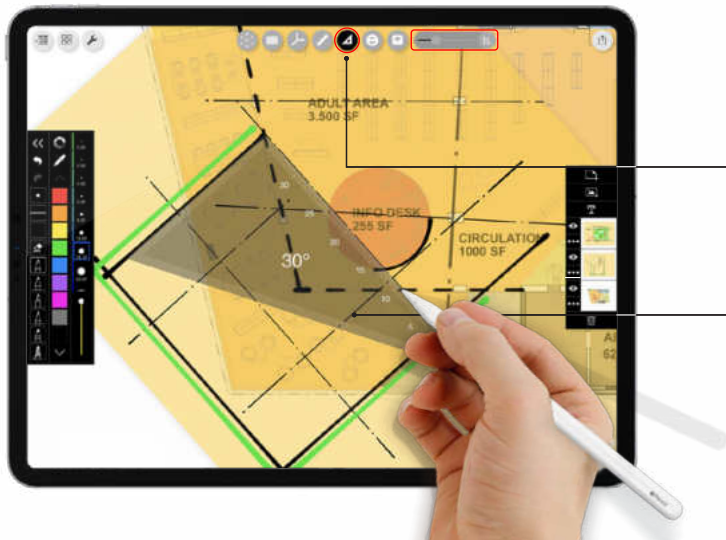 ADULT AREA
3.500 SF
30
25
INFO DESK
255 SF
20
CIRCULATION
1000 SF
30°
15
10
5
62